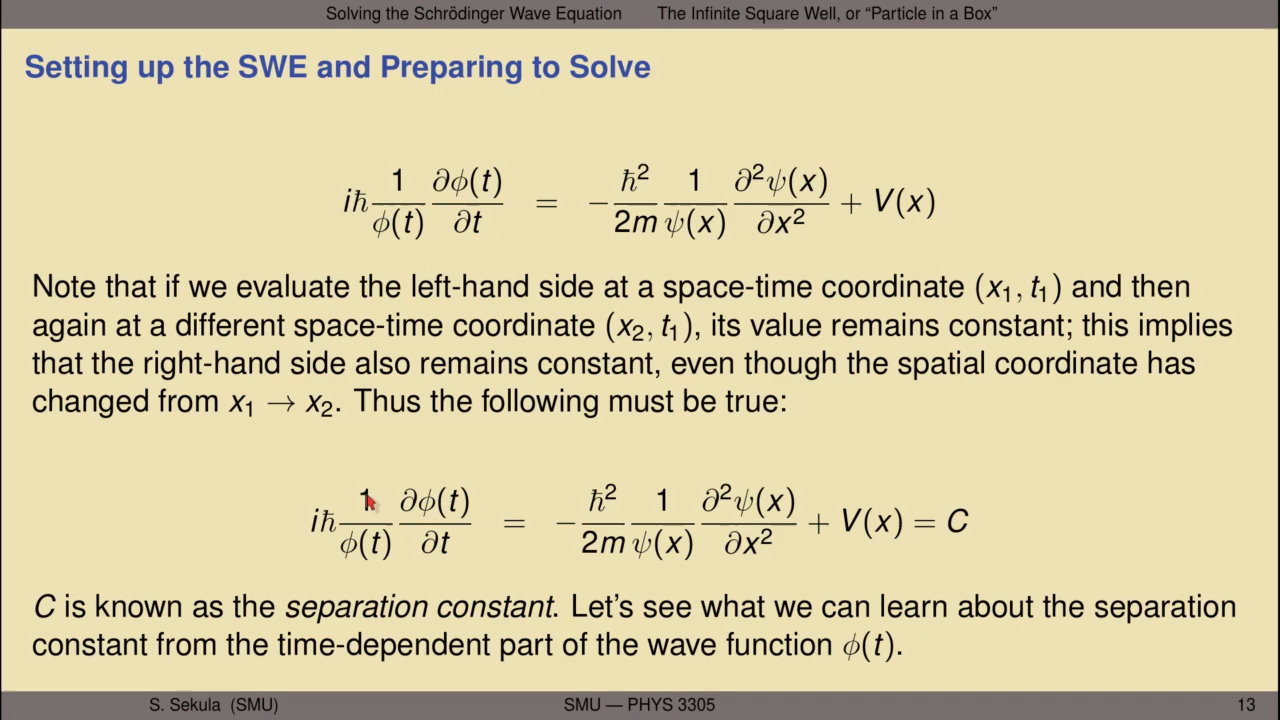 Solving the Schrödinger Wave Equation The Infinite Square Well, or “Particle in a Box”
Setting up the SWE and Preparing to Solve
iħ 1/ϕ(t) ∂ϕ(t)/∂t = −ħ²/2m 1/ψ(x) ∂²ψ(x)/∂x² + V(x)
Note that if we evaluate the left-hand side at a space-time coordinate (x₁, t₁) and then
again at a different space-time coordinate (x₂, t₁), its value remains constant; this implies
that the right-hand side also remains constant, even though the spatial coordinate has
changed from x₁ → x₂. Thus the following must be true:
iħ 1/ϕ(t) ∂ϕ(t)/∂t = −ħ²/2m 1/ψ(x) ∂²ψ(x)/∂x² + V(x) = C
C is known as the separation constant. Let’s see what we can learn about the separation
constant from the time-dependent part of the wave function ϕ(t).
S. Sekula (SMU) SMU — PHYS 3305 13